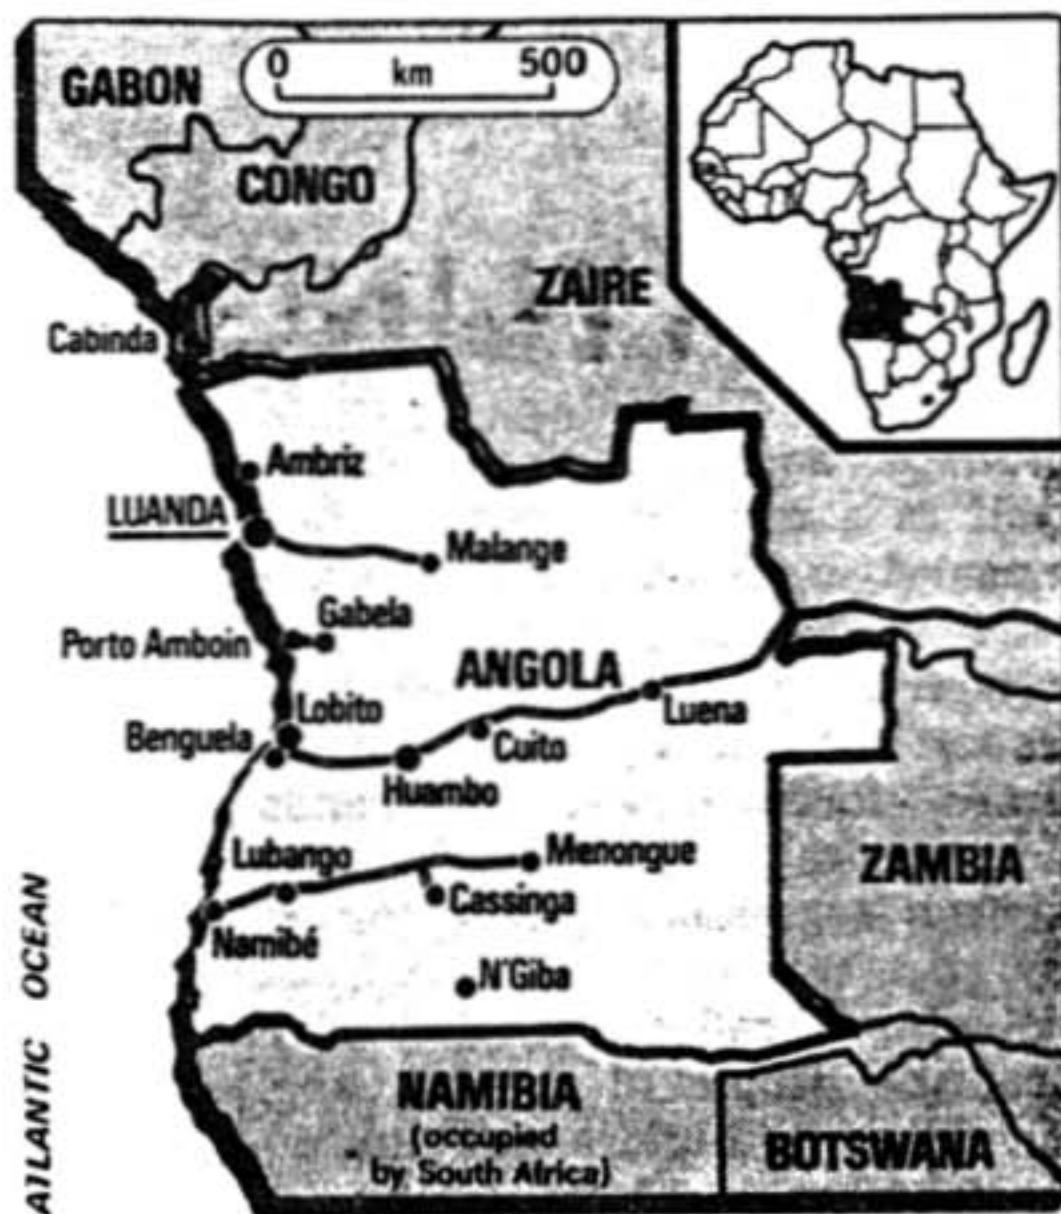 0 km 500
GABON
CONGO
ZAIRE
Cabinda
Ambriz
LUANDA
Malange
Gabela
Porto Amboin
ANGOLA
Lobito
Luena
Benguela
Cuito
Huambo
Lubango
Menongue
ZAMBIA
Cassinga
Namibé
N'Giba
ATLANTIC OCEAN
NAMIBIA
(occupied
by South Africa)
BOTSWANA